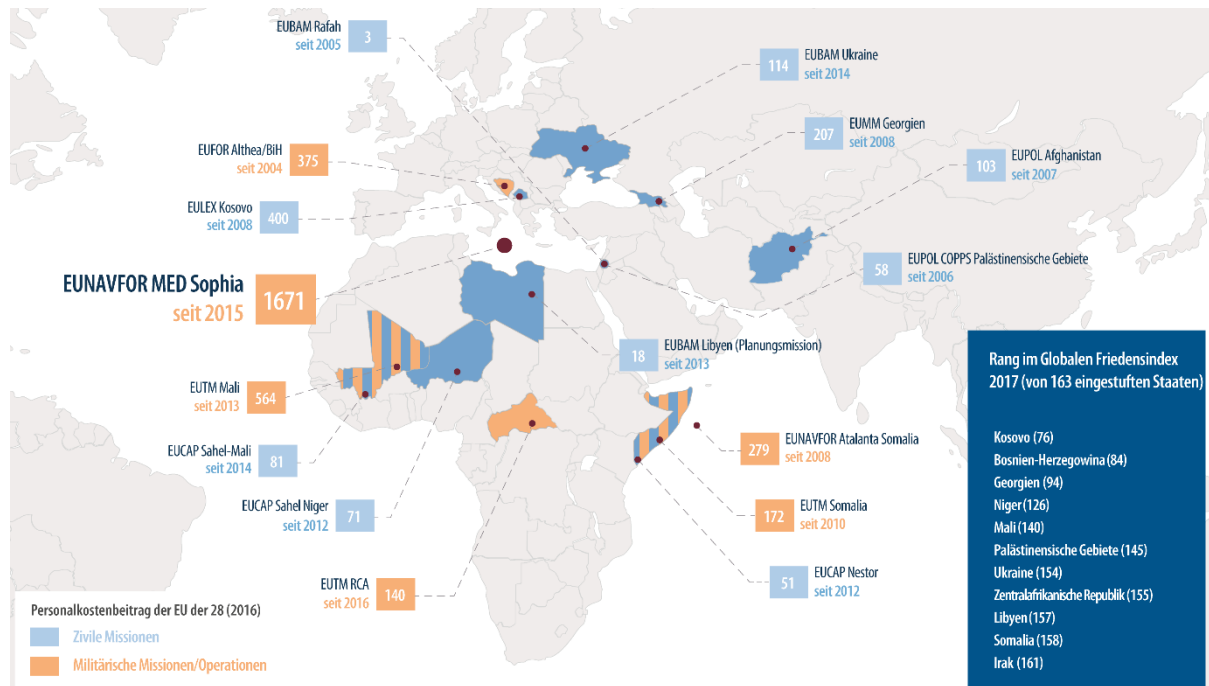 EUBAM Rafah
seit 2005
3
114
EUBAM Ukraine
seit 2014
207
EUMM Georgien
seit 2008
EUFOR Althea/BiH
seit 2004
375
103
EUPOL Afghanistan
seit 2007
EULEX Kosovo
seit 2008
400
58
EUPOL COPPS Palästinensische Gebiete
seit 2006
EUNAVFOR MED Sophia
seit 2015
1671
18
EUBAM Libyen (Planungsmission)
seit 2013
EUTM Mali
seit 2013
564
279
EUNAVFOR Atalanta Somalia
seit 2008
EUCAP Sahel-Mali
seit 2014
81
172
EUTM Somalia
seit 2010
EUCAP Sahel Niger
seit 2012
71
51
EUCAP Nestor
seit 2012
EUTM RCA
seit 2016
140
Personalkostenbeitrag der EU der 28 (2016)
Zivile Missionen
Militärische Missionen/Operationen
Rang im Globalen Friedensindex
2017 (von 163 eingestuften Staaten)
Kosovo (76)
Bosnien-Herzegowina (84)
Georgien (94)
Niger (126)
Mali (140)
Palästinensische Gebiete (145)
Ukraine (154)
Zentralafrikanische Republik (155)
Libyen (157)
Somalia (158)
Irak (161)